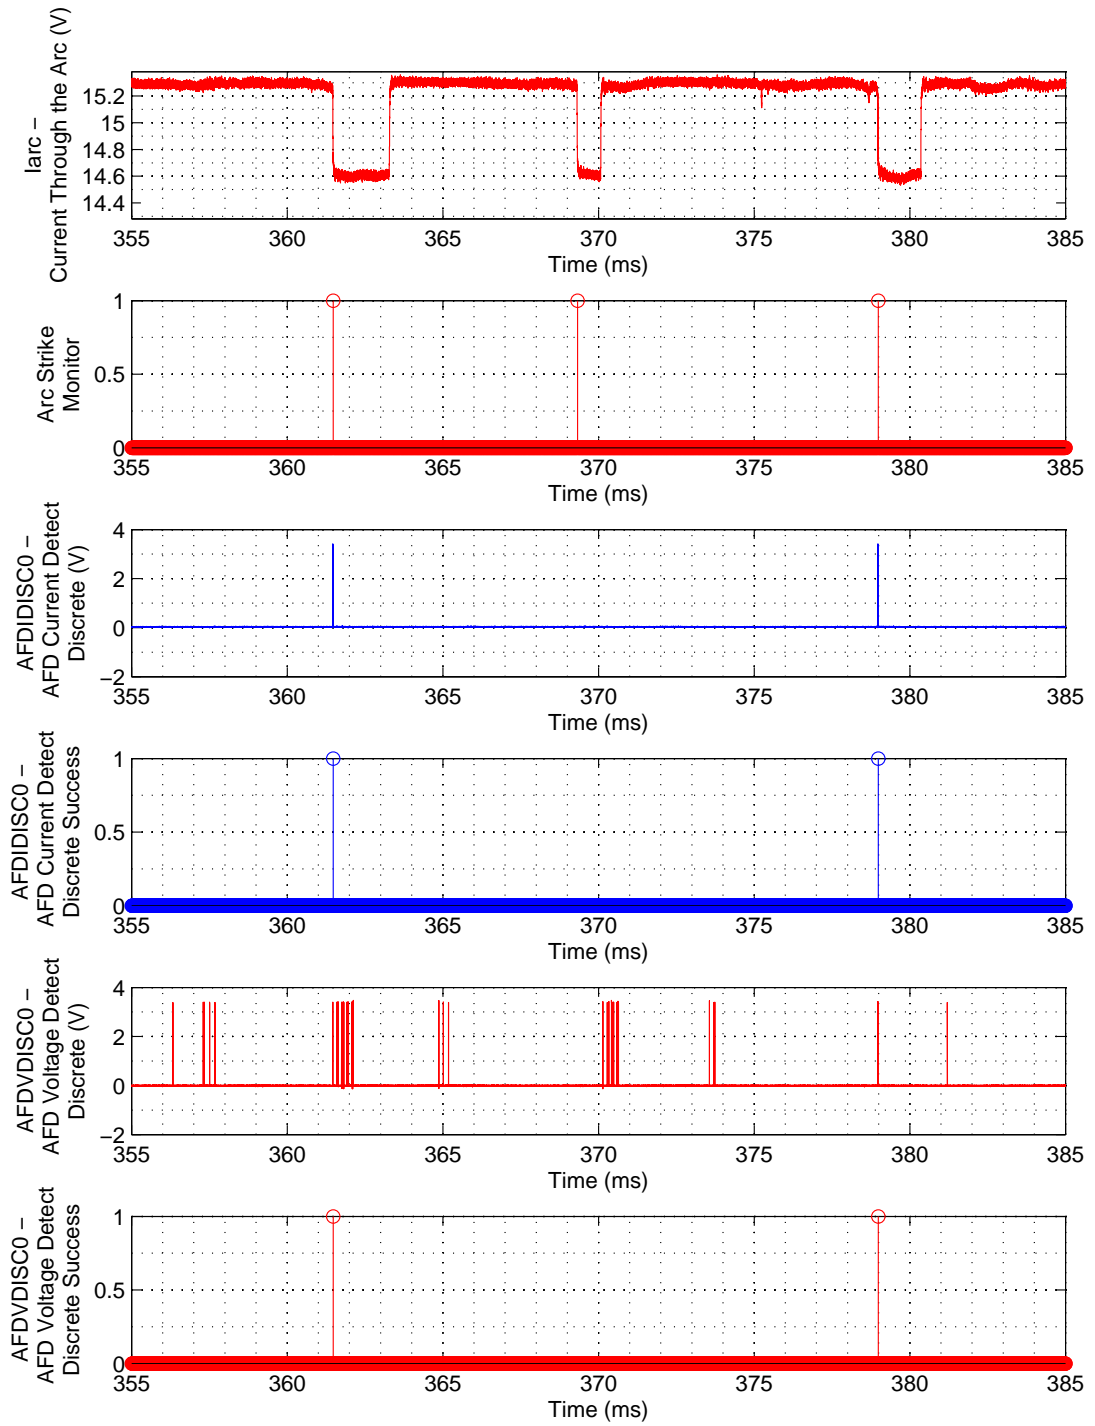 Iarc –
Current Through the Arc (V)
15.2
15
14.8
14.6
14.4
355 360 365 370 375 380 385
Time (ms)
Arc Strike
Monitor
1
0.5
0
355 360 365 370 375 380 385
Time (ms)
AFDIDISC0 –
AFD Current Detect
Discrete (V)
4
2
0
−2
355 360 365 370 375 380 385
Time (ms)
AFDIDISC0 –
AFD Current Detect
Discrete Success
1
0.5
0
355 360 365 370 375 380 385
Time (ms)
AFDVDISC0 –
AFD Voltage Detect
Discrete (V)
4
2
0
−2
355 360 365 370 375 380 385
Time (ms)
AFDVDISC0 –
AFD Voltage Detect
Discrete Success
1
0.5
0
355 360 365 370 375 380 385
Time (ms)